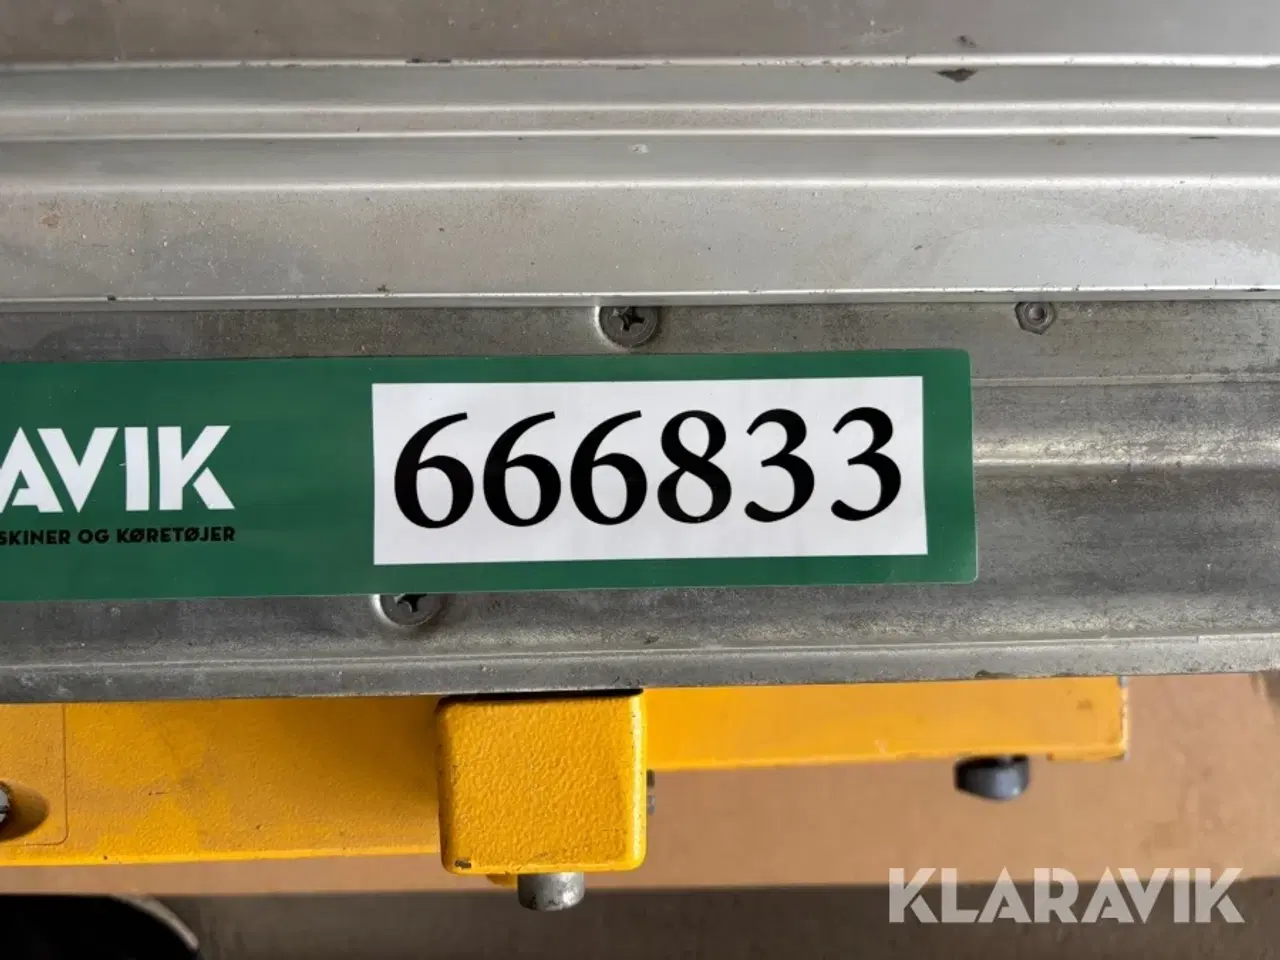 AVIK
SKINER OG KØRETØJER
666833
KLARAVIK